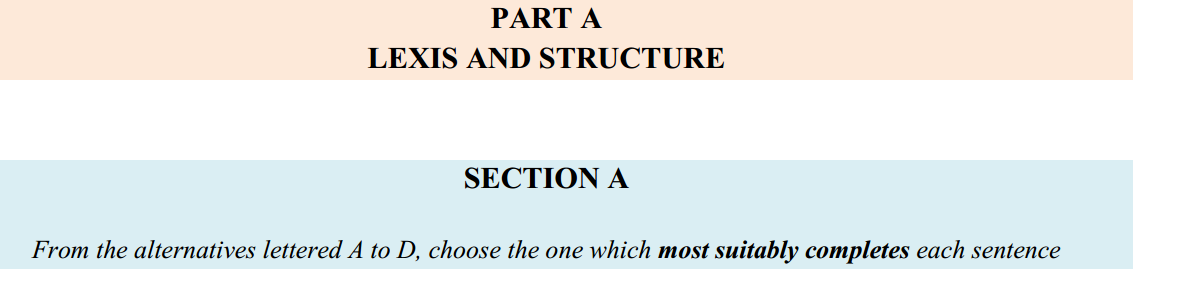 PART A
LEXIS AND STRUCTURE
SECTION A
From the alternatives lettered A to D, choose the one which most suitably completes each sentence